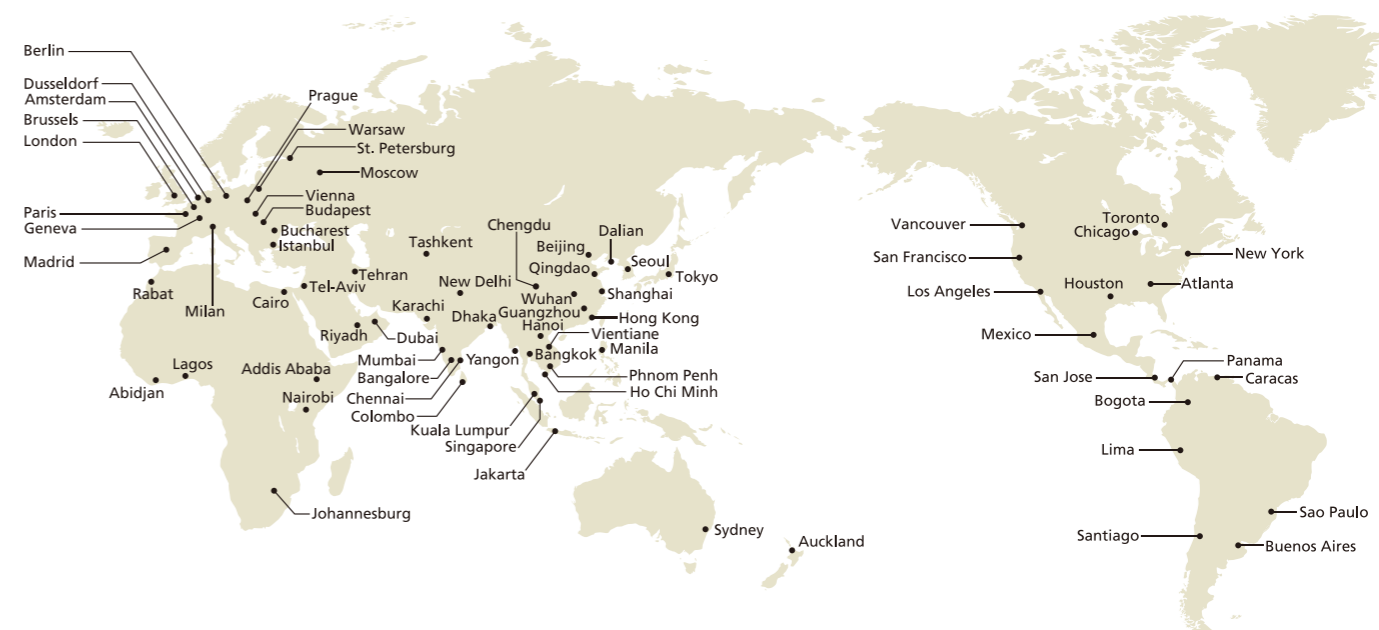 Berlin
Dusseldorf
Amsterdam
Brussels
London
Paris
Geneva
Madrid
Prague
Warsaw
St. Petersburg
Moscow
Vienna
Budapest
Bucharest
Istanbul
Milan
Rabat
Cairo
Tel-Aviv
Tehran
Riyadh
Dubai
Lagos
Abidjan
Addis Ababa
Nairobi
Johannesburg
Tashkent
New Delhi
Karachi
Dhaka
Mumbai
Bangalore
Chennai
Colombo
Yangon
Chengdu
Beijing
Dalian
Qingdao
Seoul
Tokyo
Wuhan
Shanghai
Guangzhou
Hong Kong
Hanoi
Vientiane
Bangkok
Manila
Phnom Penh
Ho Chi Minh
Kuala Lumpur
Singapore
Jakarta
Sydney
Auckland
Vancouver
Toronto
Chicago
San Francisco
New York
Los Angeles
Houston
Atlanta
Mexico
Panama
San Jose
Caracas
Bogota
Lima
Sao Paulo
Santiago
Buenos Aires